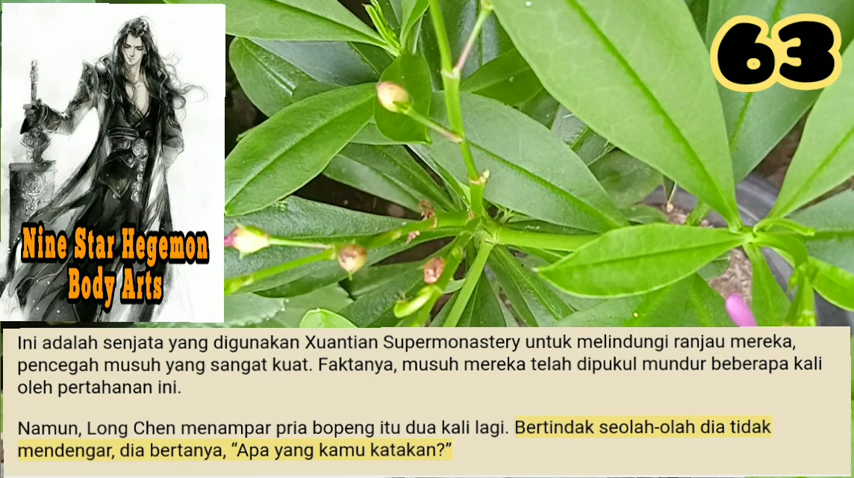 63
Nine Star Hegemon
Body Arts
Ini adalah senjata yang digunakan Xuantian Supermonastery untuk melindungi ranjau mereka,
pencegah musuh yang sangat kuat. Faktanya, musuh mereka telah dipukul mundur beberapa kali
oleh pertahanan ini.
Namun, Long Chen menampar pria bopeng itu dua kali lagi. Bertindak seolah-olah dia tidak
mendengar, dia bertanya, “Apa yang kamu katakan?”